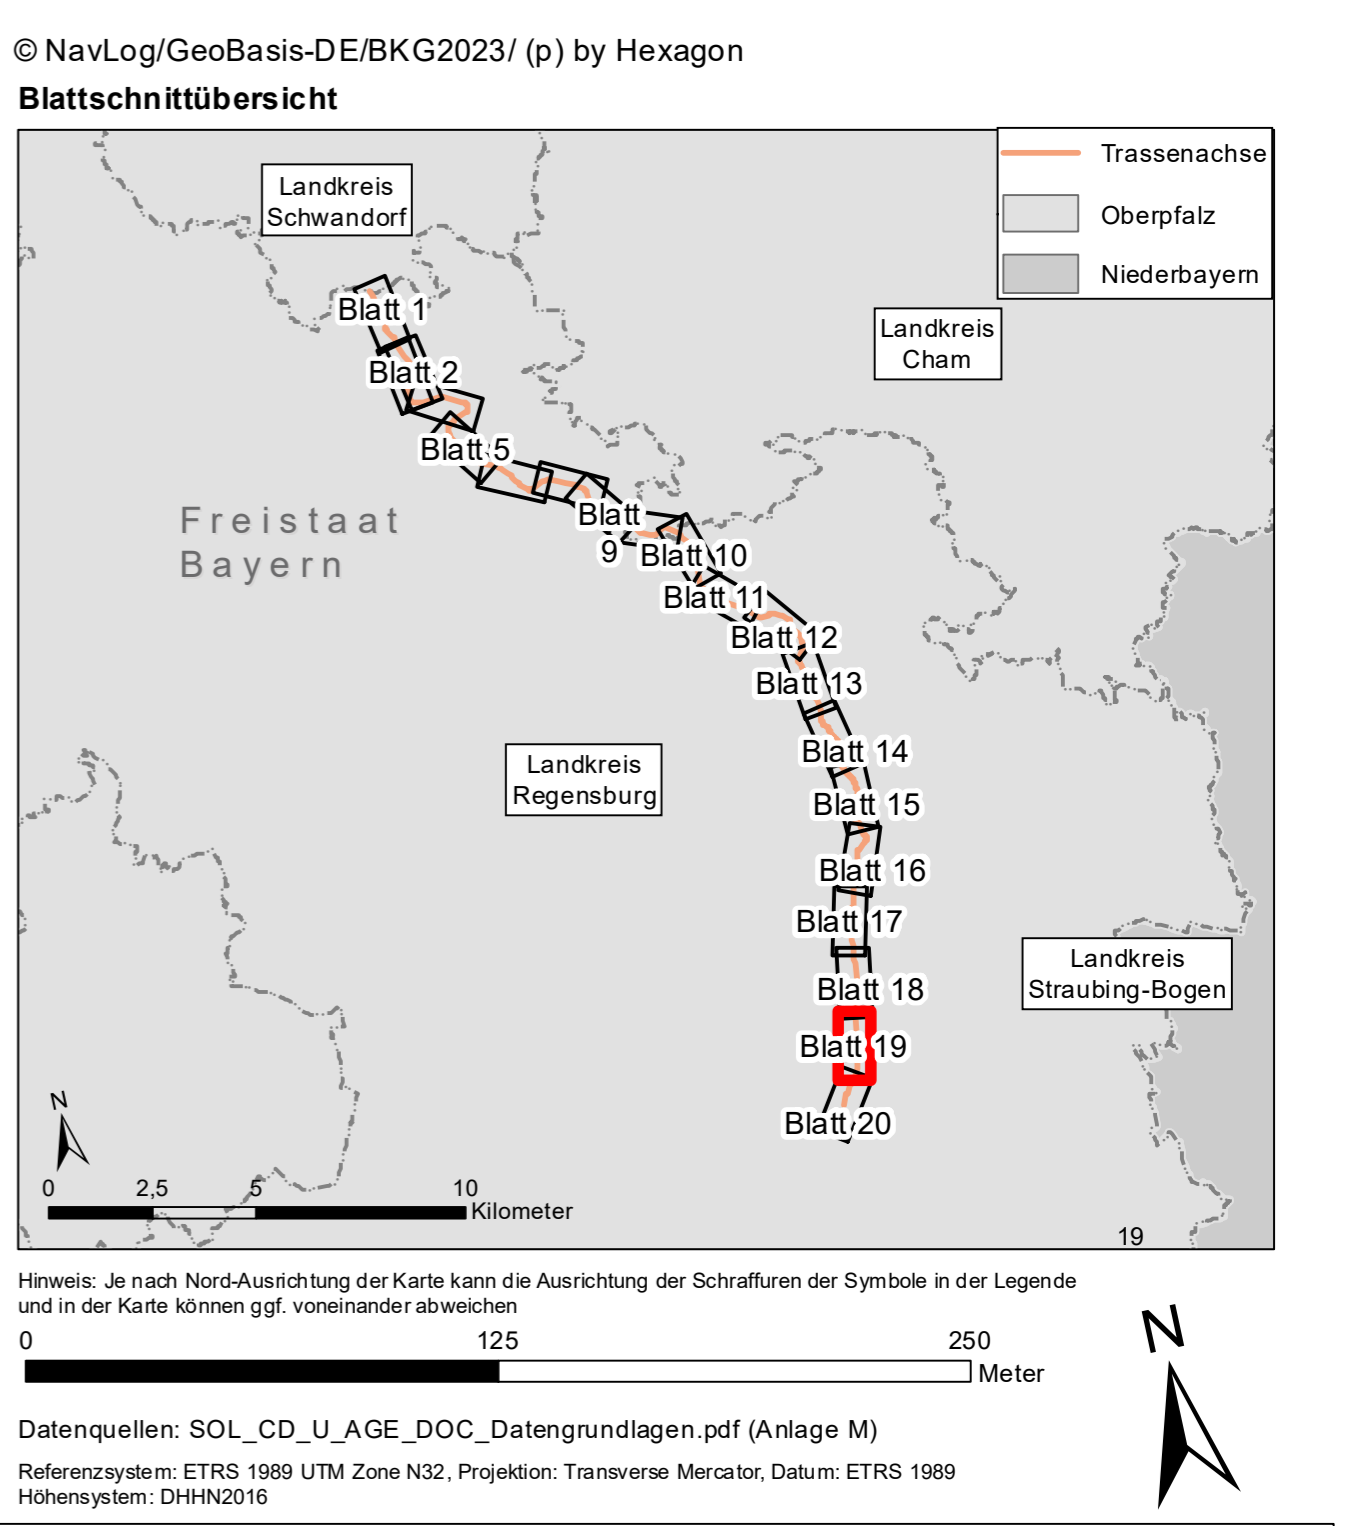 © NavLog/GeoBasis-DE/BKG2023/ (p) by Hexagon
Blattschnittübersicht
Trassenachse
Oberpfalz
Niederbayern
Landkreis
Schwandorf
Landkreis
Cham
Blatt 1
Blatt 2
Blatt 5
Freistaat
Bayern
Blatt
9
Blatt 10
Blatt 11
Blatt 12
Blatt 13
Blatt 14
Landkreis
Regensburg
Blatt 15
Blatt 16
Blatt 17
Landkreis
Straubing-Bogen
Blatt 18
Blatt 19
Blatt 20
N
0 2,5 5 10
Kilometer
19
Hinweis: Je nach Nord-Ausrichtung der Karte kann die Ausrichtung der Schraffuren der Symbole in der Legende
und in der Karte können ggf. voneinander abweichen
0 125 250
Meter
N
Datenquellen: SOL_CD_U_AGE_DOC_Datengrundlagen.pdf (Anlage M)
Referenzsystem: ETRS 1989 UTM Zone N32, Projektion: Transverse Mercator, Datum: ETRS 1989
Höhensystem: DHHN2016